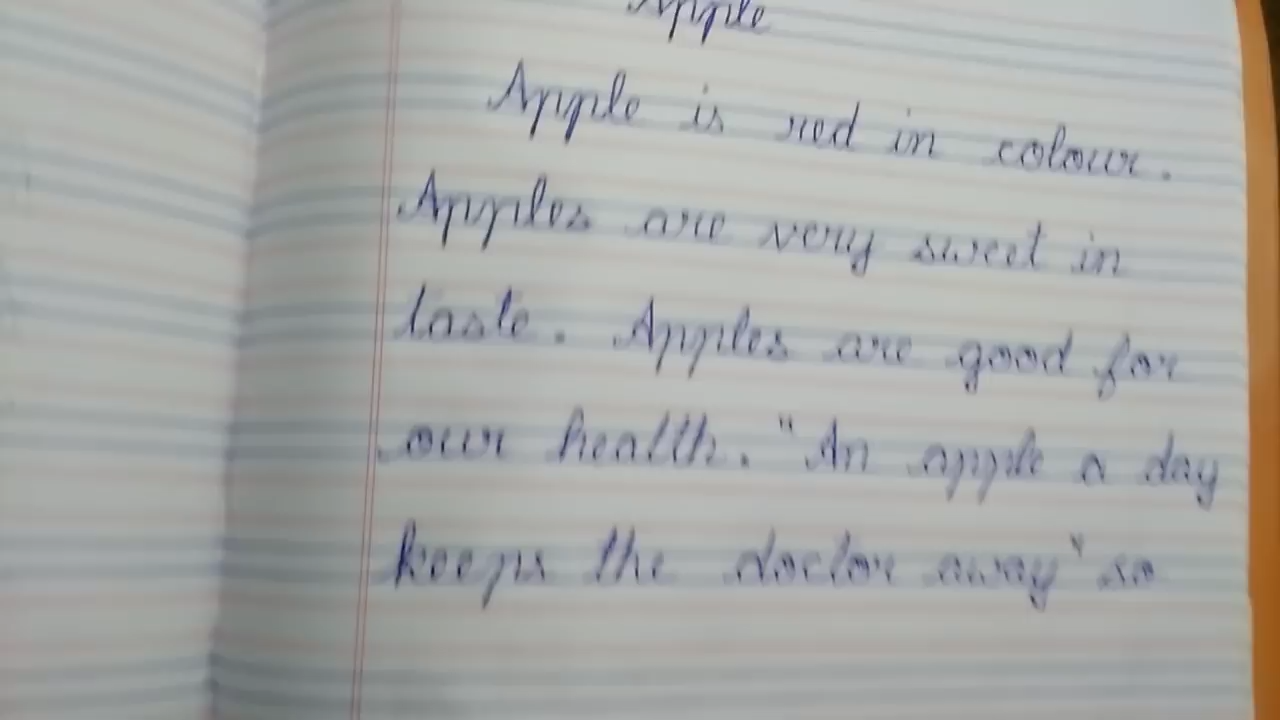 Apple
Apple is red in colour.
Apples are very sweet in
taste. Apples are good for
our health. "An apple a day
keeps the doctor away" so